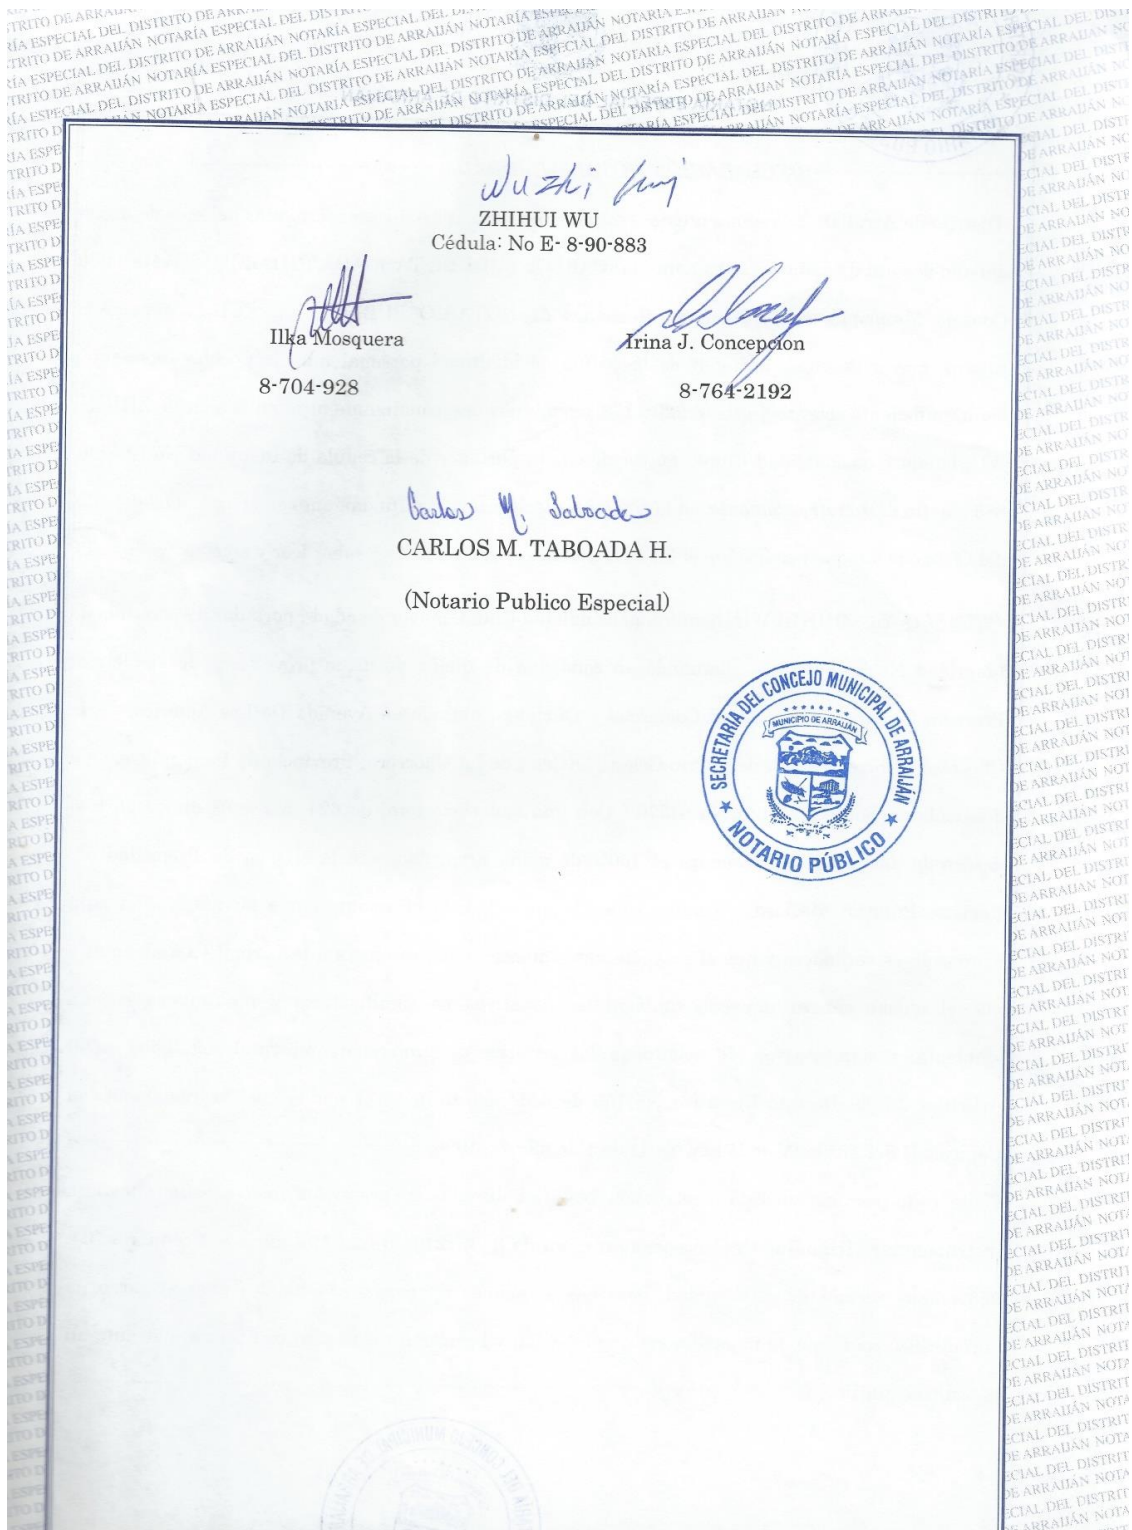 Wu zhi hui
ZHIHUI WU
Cédula: No E- 8-90-883
Ilka Mosquera
Irina J. Concepcion
8-704-928
8-764-2192
Carlos M. Taboada
CARLOS M. TABOADA H.
(Notario Publico Especial)
SECRETARÍA DEL CONCEJO MUNICIPAL DE ARRAIJÁN
MUNICIPIO DE ARRAIJÁN
NOTARIO PÚBLICO
NOTARÍA ESPECIAL DEL DISTRITO DE ARRAIJÁN